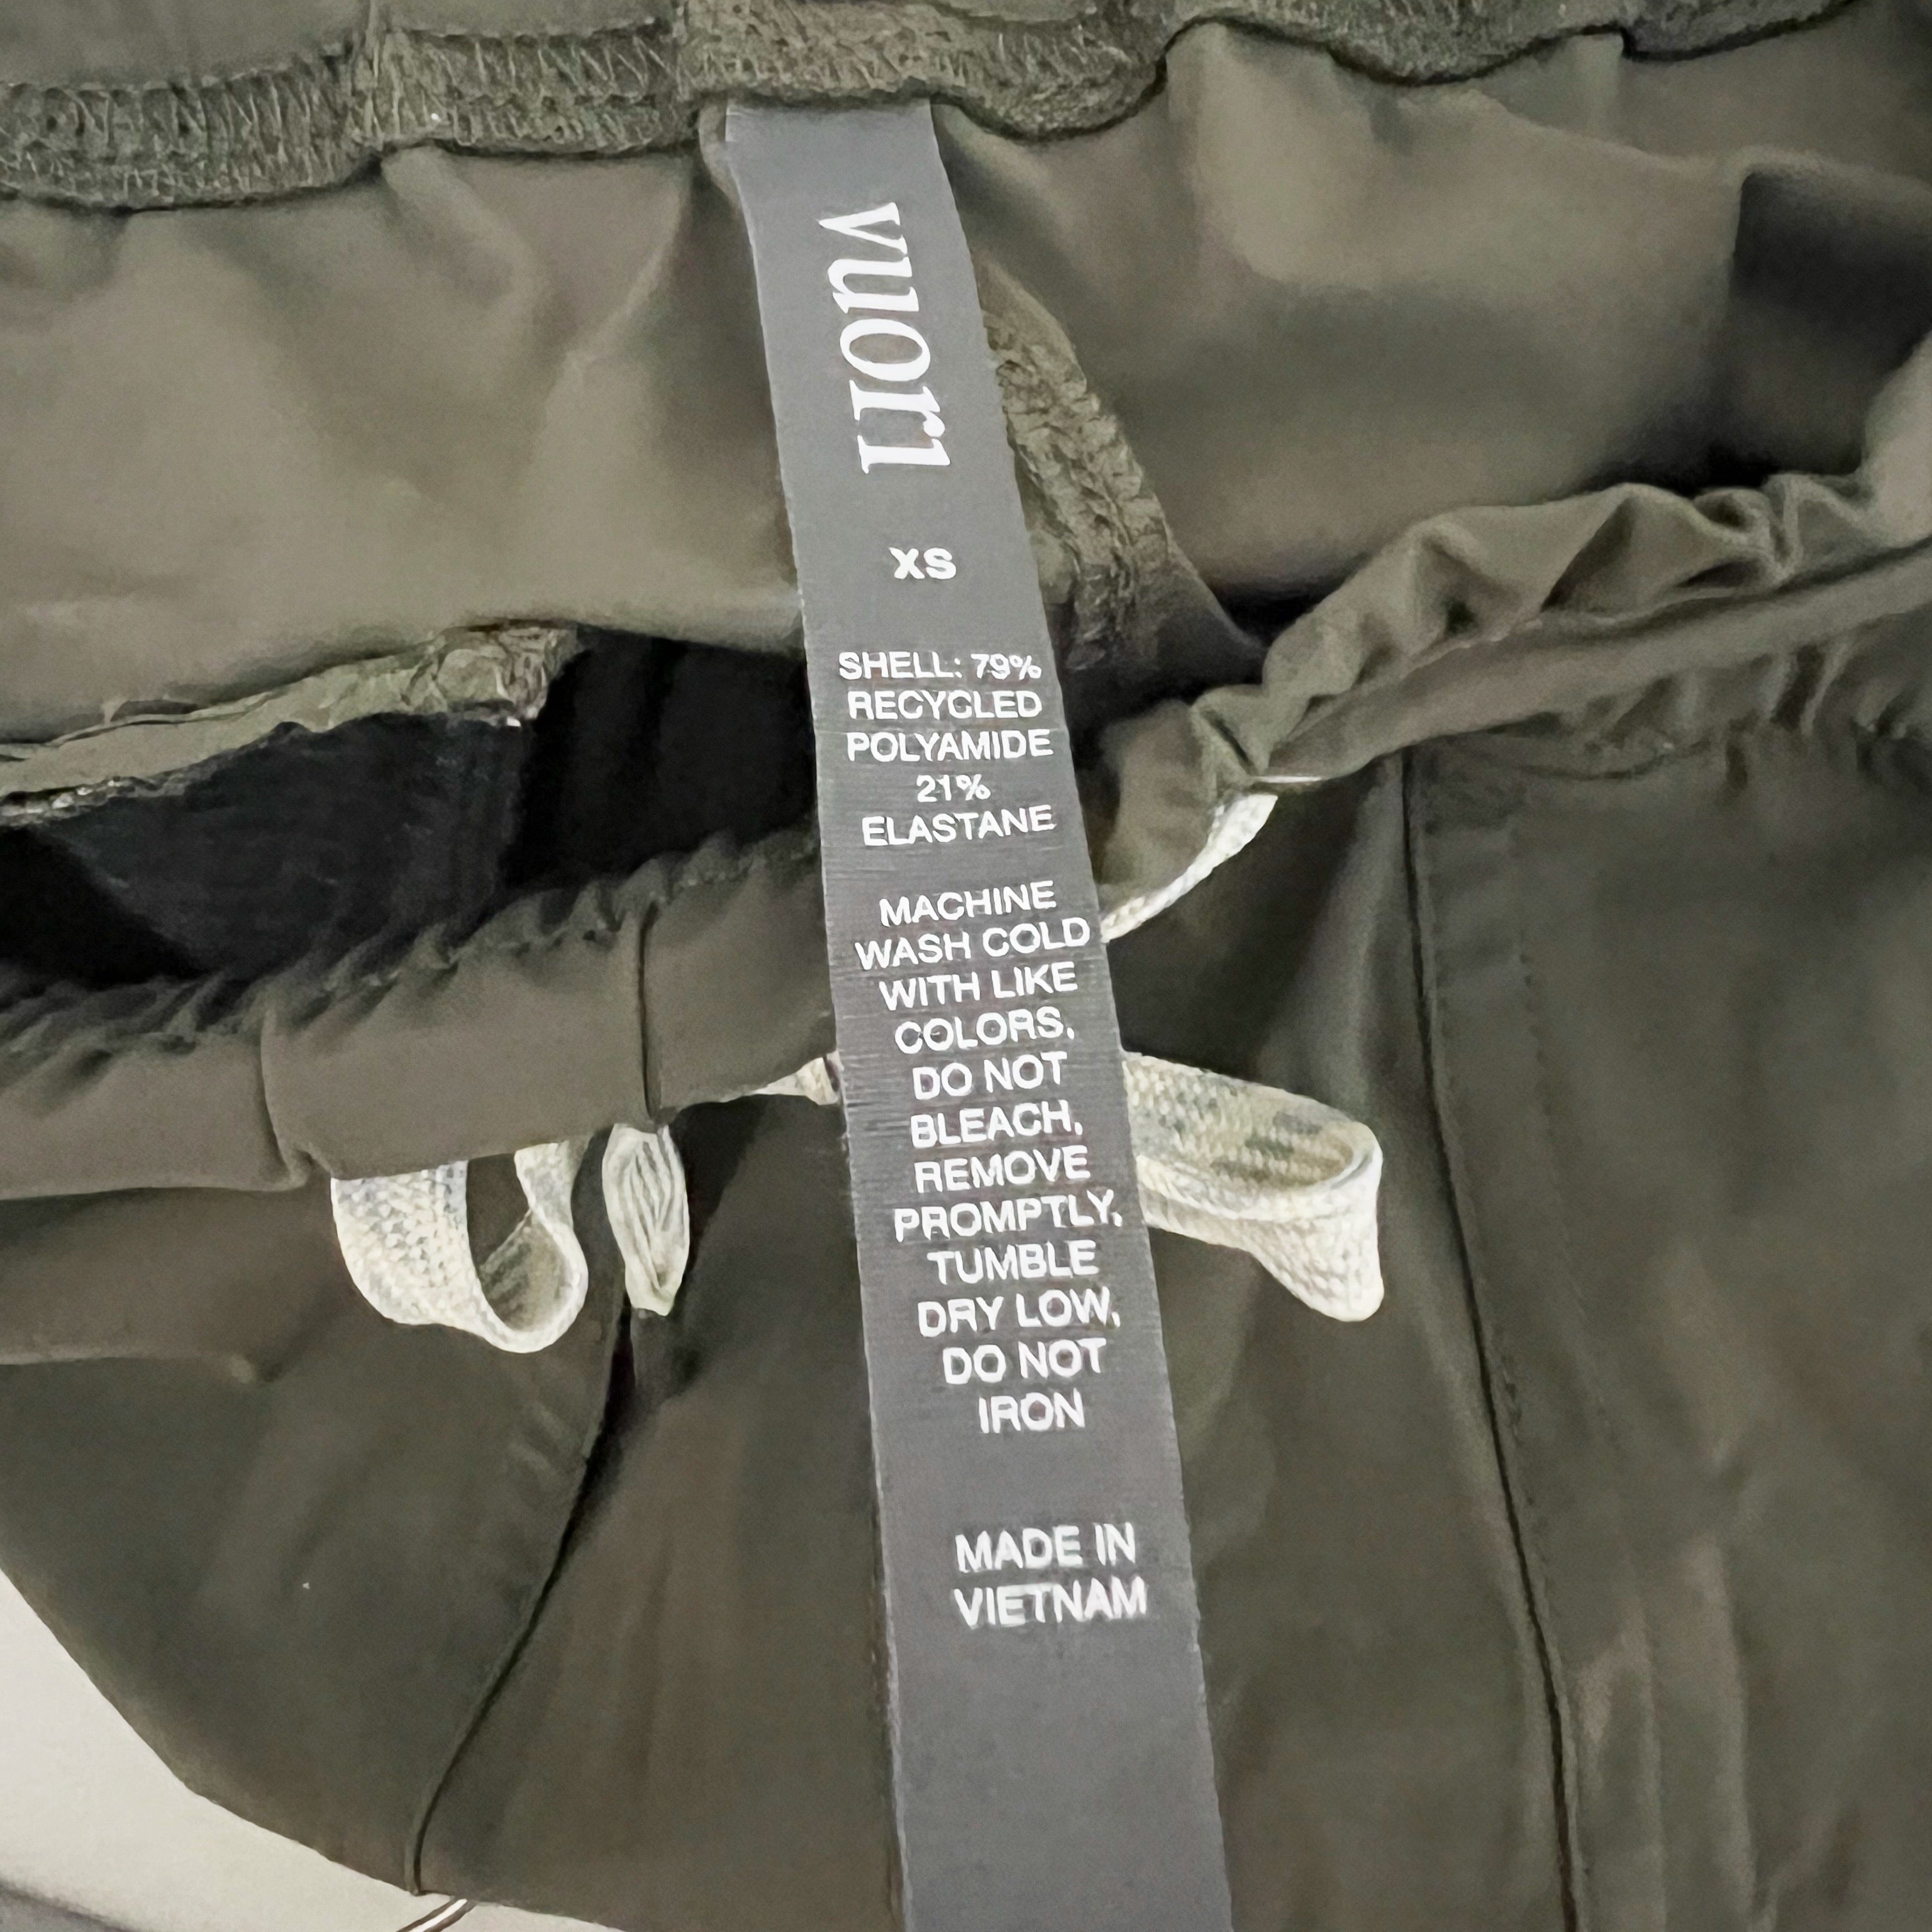 vuori
XS
SHELL: 79%
RECYCLED
POLYAMIDE
21%
ELASTANE
MACHINE
WASH COLD
WITH LIKE
COLORS,
DO NOT
BLEACH,
REMOVE
PROMPTLY,
TUMBLE
DRY LOW,
DO NOT
IRON
MADE IN
VIETNAM